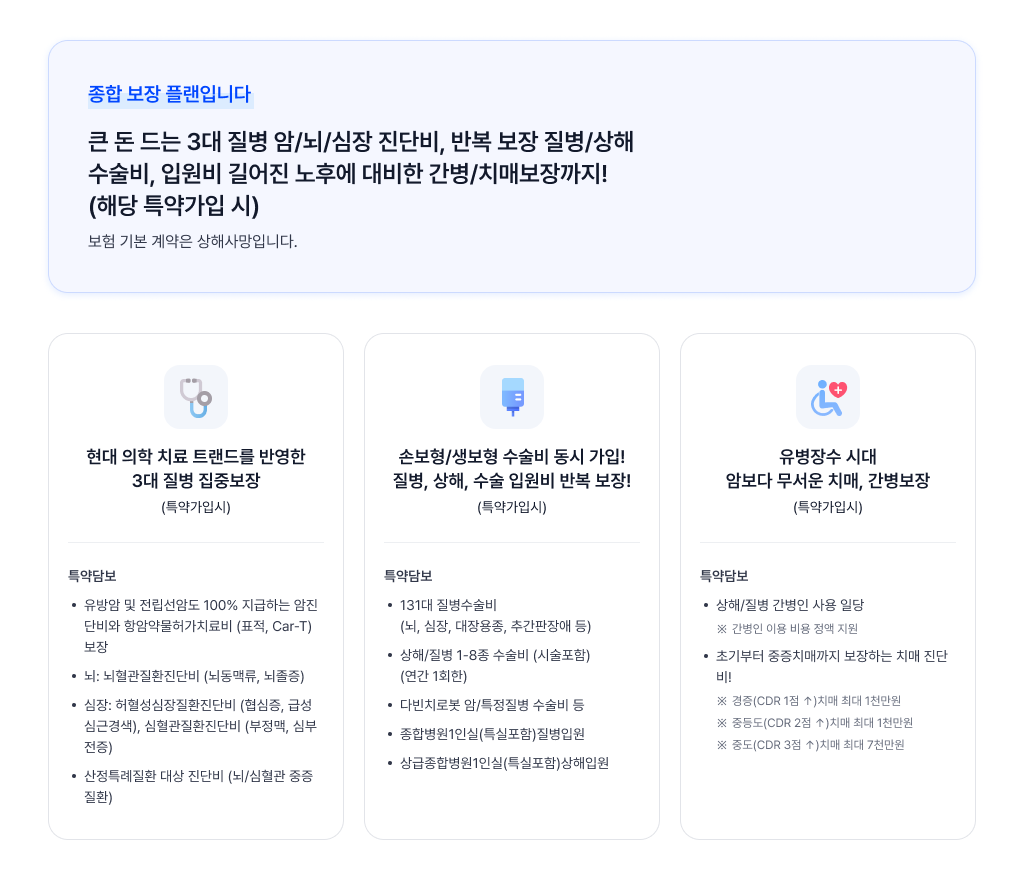 종합 보장 플랜입니다
큰 돈 드는 3대 질병 암/뇌/심장 진단비, 반복 보장 질병/상해
수술비, 입원비 길어진 노후에 대비한 간병/치매보장까지!
(해당 특약가입 시)
보험 기본 계약은 상해사망입니다.
현대 의학 치료 트랜드를 반영한
3대 질병 집중보장
(특약가입시)
특약담보
• 유방암 및 전립선암도 100% 지급하는 암진
단비와 항암약물허가치료비 (표적, Car-T)
보장
• 뇌: 뇌혈관질환진단비 (뇌동맥류, 뇌졸증)
• 심장: 허혈성심장질환진단비 (협심증, 급성
심근경색), 심혈관질환진단비 (부정맥, 심부
전증)
• 산정특례질환 대상 진단비 (뇌/심혈관 중증
질환)
손보형/생보형 수술비 동시 가입!
질병, 상해, 수술 입원비 반복 보장!
(특약가입시)
특약담보
• 131대 질병수술비
(뇌, 심장, 대장용종, 추간판장애 등)
• 상해/질병 1-8종 수술비 (시술포함)
(연간 1회한)
• 다빈치로봇 암/특정질병 수술비 등
• 종합병원1인실(특실포함)질병입원
• 상급종합병원1인실(특실포함)상해입원
유병장수 시대
암보다 무서운 치매, 간병보장
(특약가입시)
특약담보
• 상해/질병 간병인 사용 일당
※ 간병인 이용 비용 정액 지원
• 초기부터 중증치매까지 보장하는 치매 진단
비!
※ 경증(CDR 1점 ↑)치매 최대 1천만원
※ 중등도(CDR 2점 ↑)치매 최대 1천만원
※ 중도(CDR 3점 ↑)치매 최대 7천만원